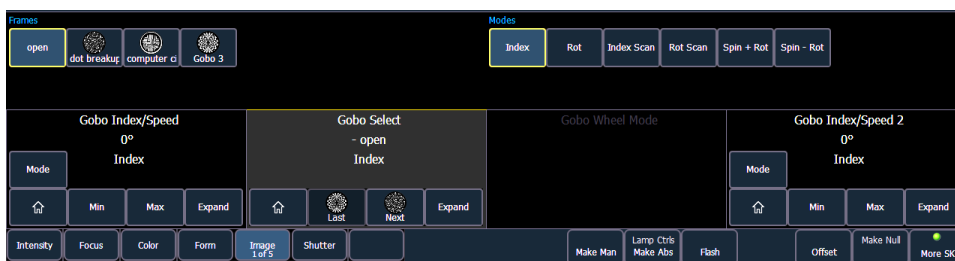 Frames
Modes
open
dot breakup
computer ci
Gobo 3
Index
Rot
Index Scan
Rot Scan
Spin + Rot
Spin - Rot
Gobo Index/Speed
0°
Index
Mode
Min
Max
Expand
Gobo Select
- open
Index
Last
Next
Expand
Gobo Wheel Mode
Gobo Index/Speed 2
0°
Index
Mode
Min
Max
Expand
Intensity
Focus
Color
Form
Image
1 of 5
Shutter
Make Man
Lamp Ctrls
Make Abs
Flash
Offset
Make Null
More SK